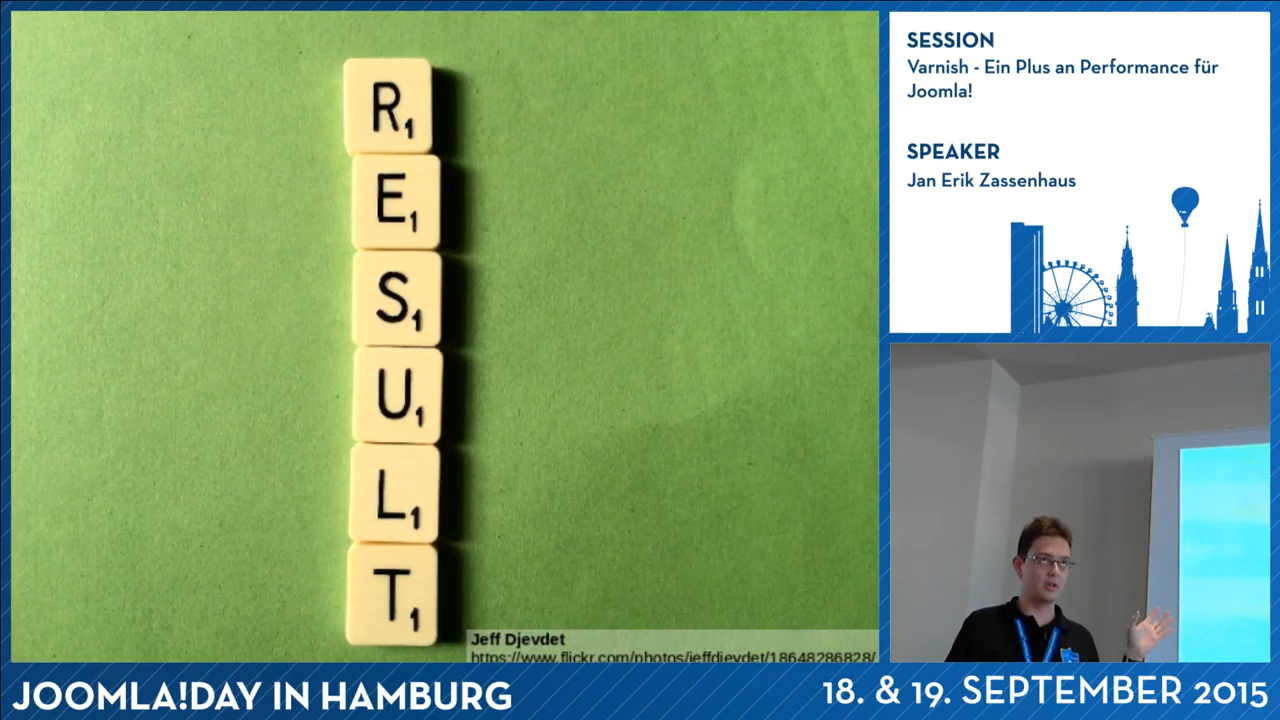 R1
E1
S1
U1
L1
T1
Jeff Djevdet
https://www.flickr.com/photos/jeffdjevdet/18648286828/
SESSION
Varnish - Ein Plus an Performance für
Joomla!
SPEAKER
Jan Erik Zassenhaus
JOOMLA!DAY IN HAMBURG
18. & 19. SEPTEMBER 2015